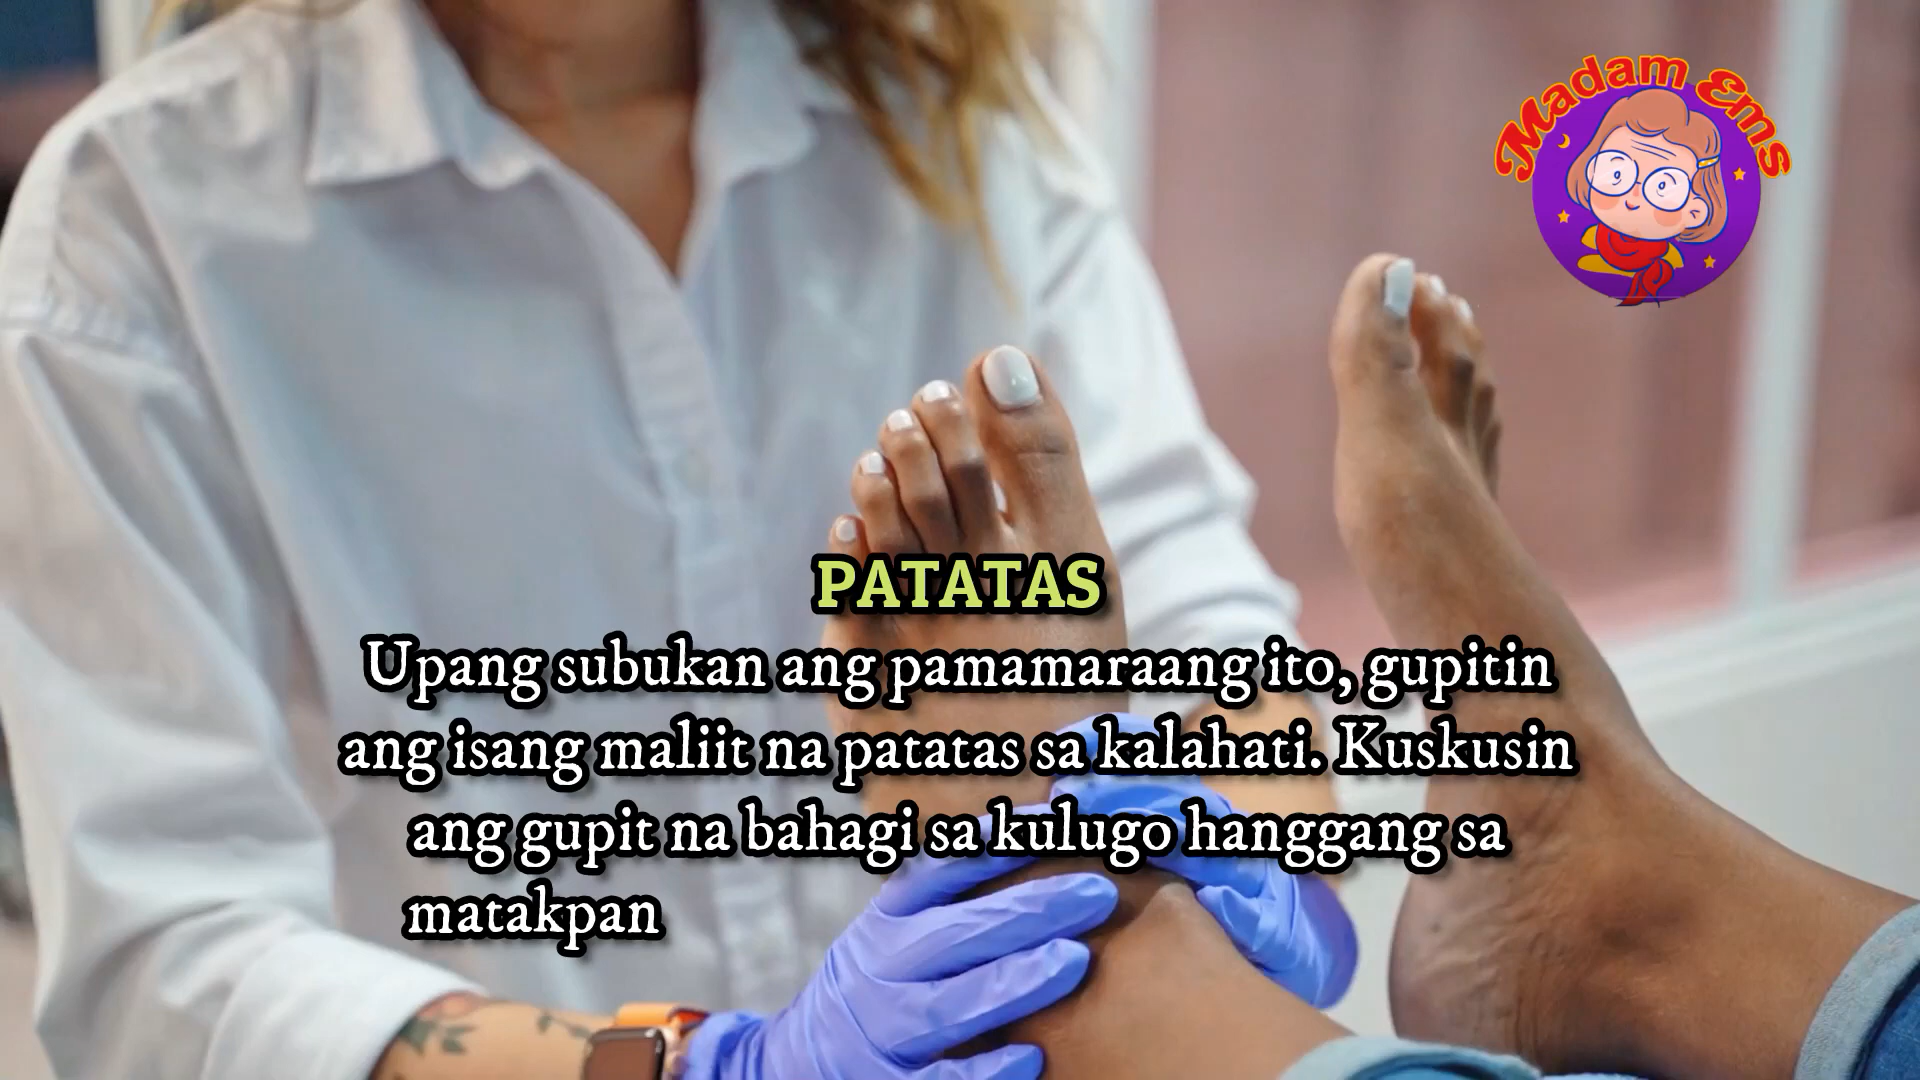 Madam Ems
PATATAS
Upang subukan ang pamamaraang ito, gupitin
ang isang maliit na patatas sa kalahati. Kuskusin
ang gupit na bahagi sa kulugo hanggang sa
matakpan